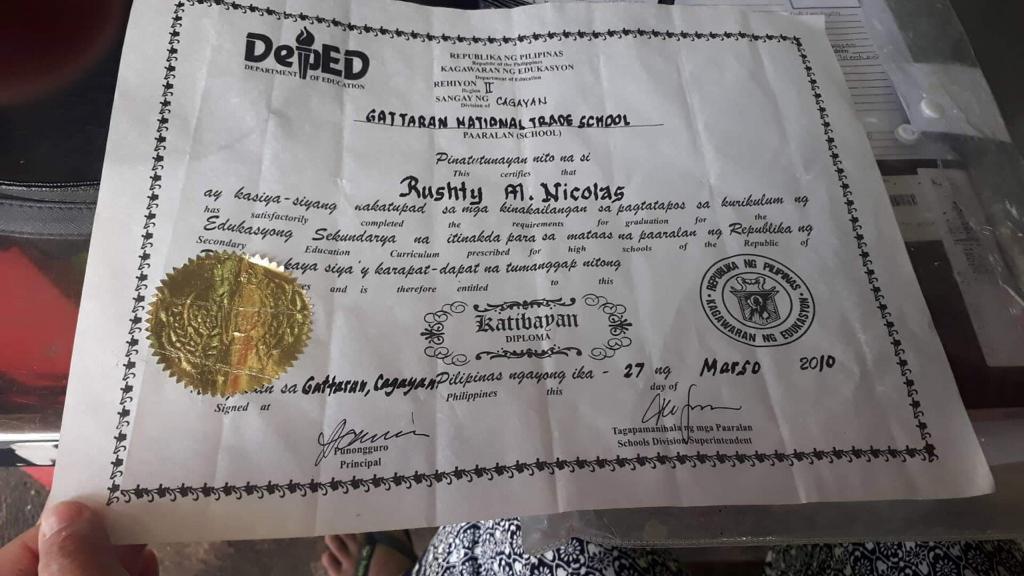 DepED
DEPARTMENT OF EDUCATION
REPUBLIKA NG PILIPINAS
Republic of the Philippines
KAGAWARAN NG EDUKASYON
Department of Education
REHIYON II
Region
SANGAY NG CAGAYAN
Division of
GATTARAN NATIONAL TRADE SCHOOL
PAARALAN (SCHOOL)
Pinatutunayan nito na si
This certifies that
Rushty M. Nicolas
ay kasiya-siyang nakatupad sa mga kinakailangan sa pagtatapos sa kurikulum ng
has satisfactorily completed the requirements for graduation for the
Edukasyong Sekundarya na itinakda para sa mataas na paaralan ng Republika ng
Secondary Education Curriculum prescribed for high schools of the Republic of
kaya siya'y karapat-dapat na tumanggap nitong
and is therefore entitled to this
Katibayan
DIPLOMA
REPUBLIKA NG PILIPINAS
KAGAWARAN NG EDUKASYON
sa Gattaran, Cagayan Pilipinas ngayong ika - 27 ng Marso 2010
Signed at Philippines this day of
Punongguro
Principal
Tagapamanihala ng mga Paaralan
Schools Division Superintendent